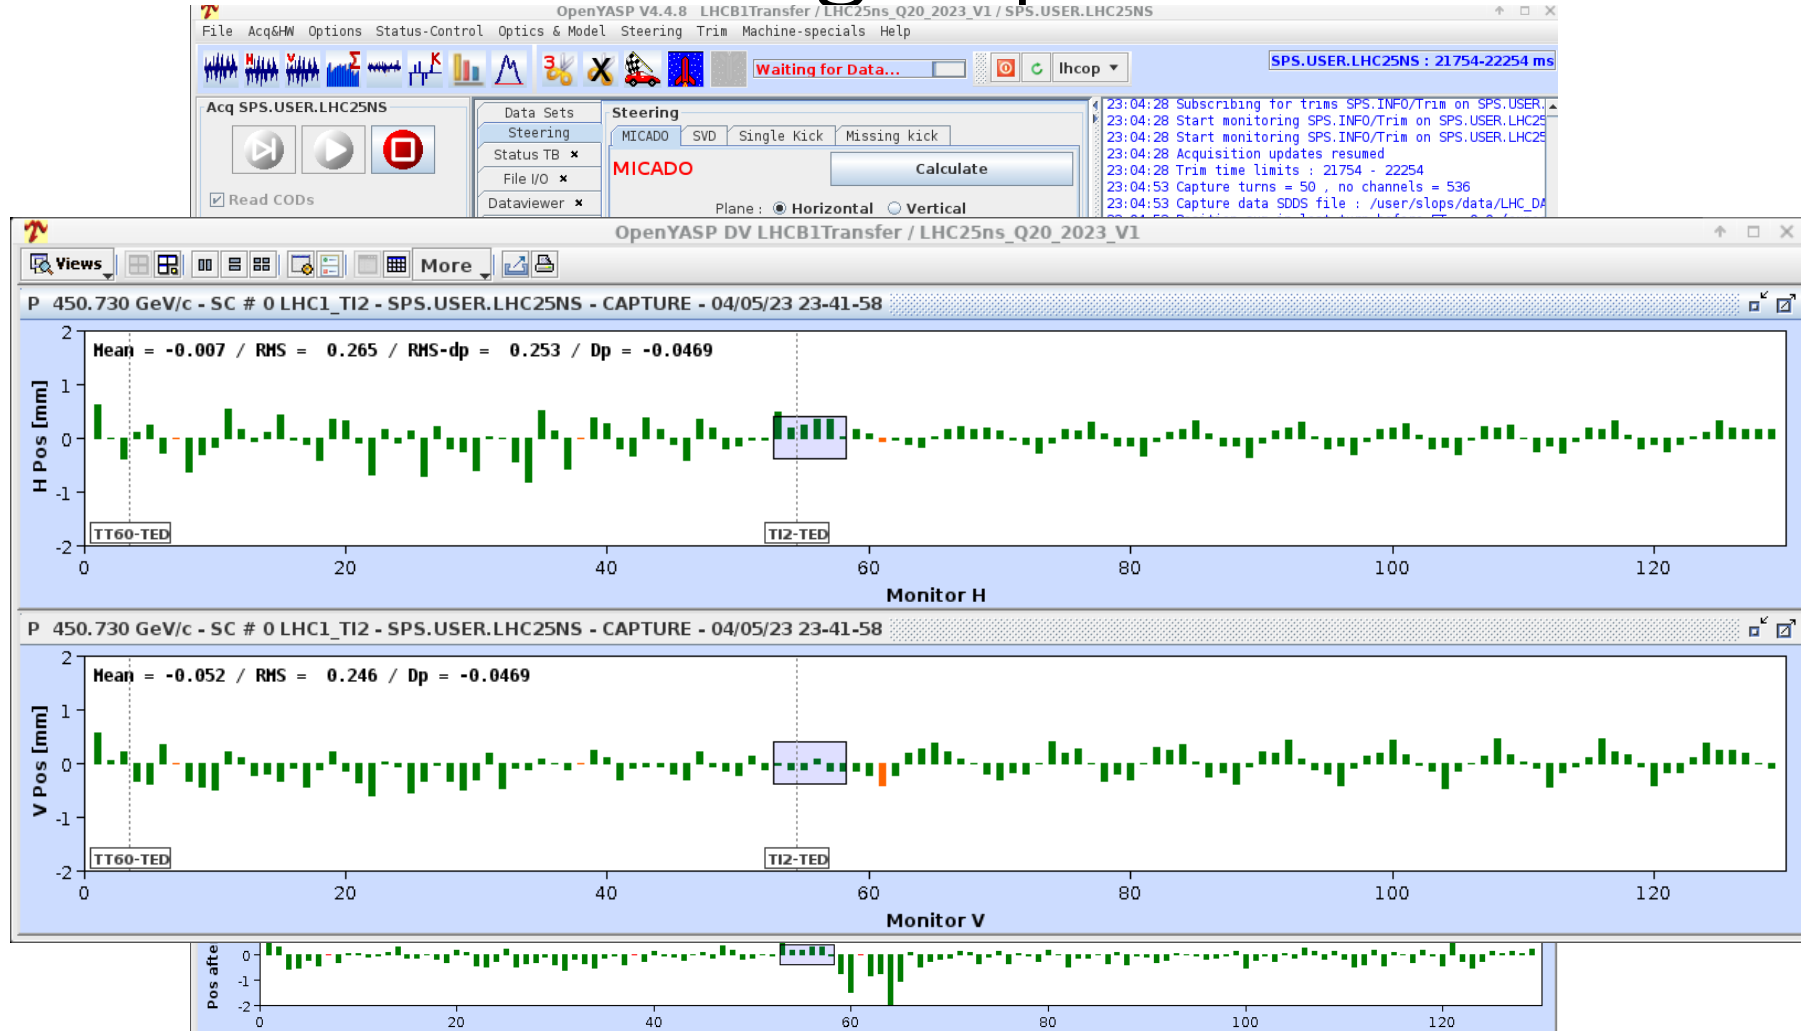 OpenYASP V4.4.8 LHCB1Transfer / LHC25ns_Q20_2023_V1 / SPS.USER.LHC25NS
File Acq&HW Options Status-Control Optics & Model Steering Trim Machine-specials Help
Waiting for Data...
lhcop
SPS.USER.LHC25NS : 21754-22254 ms
Acq SPS.USER.LHC25NS
Read CODs
Data Sets
Steering
Status TB
File I/O
Dataviewer
Steering
MICADO SVD Single Kick Missing kick
MICADO
Calculate
Plane : Horizontal Vertical
23:04:28 Subscribing for trims SPS.INFO/Trim on SPS.USER.
23:04:28 Start monitoring SPS.INFO/Trim on SPS.USER.LHC25
23:04:28 Start monitoring SPS.INFO/Trim on SPS.USER.LHC25
23:04:28 Acquisition updates resumed
23:04:28 Trim time limits : 21754 - 22254
23:04:53 Capture turns = 50 , no channels = 536
23:04:53 Capture data SDDS file : /user/slops/data/LHC_DA
OpenYASP DV LHCB1Transfer / LHC25ns_Q20_2023_V1
Views
More
P 450.730 GeV/c - SC # 0 LHC1_TI2 - SPS.USER.LHC25NS - CAPTURE - 04/05/23 23-41-58
Mean = -0.007 / RMS = 0.265 / RMS-dp = 0.253 / Dp = -0.0469
H Pos [mm]
2
1
0
-1
-2
TT60-TED
TI2-TED
0 20 40 60 80 100 120
Monitor H
P 450.730 GeV/c - SC # 0 LHC1_TI2 - SPS.USER.LHC25NS - CAPTURE - 04/05/23 23-41-58
Mean = -0.052 / RMS = 0.246 / Dp = -0.0469
V Pos [mm]
2
1
0
-1
-2
TT60-TED
TI2-TED
0 20 40 60 80 100 120
Monitor V
Pos afte
0
-1
-2
0 20 40 60 80 100 120